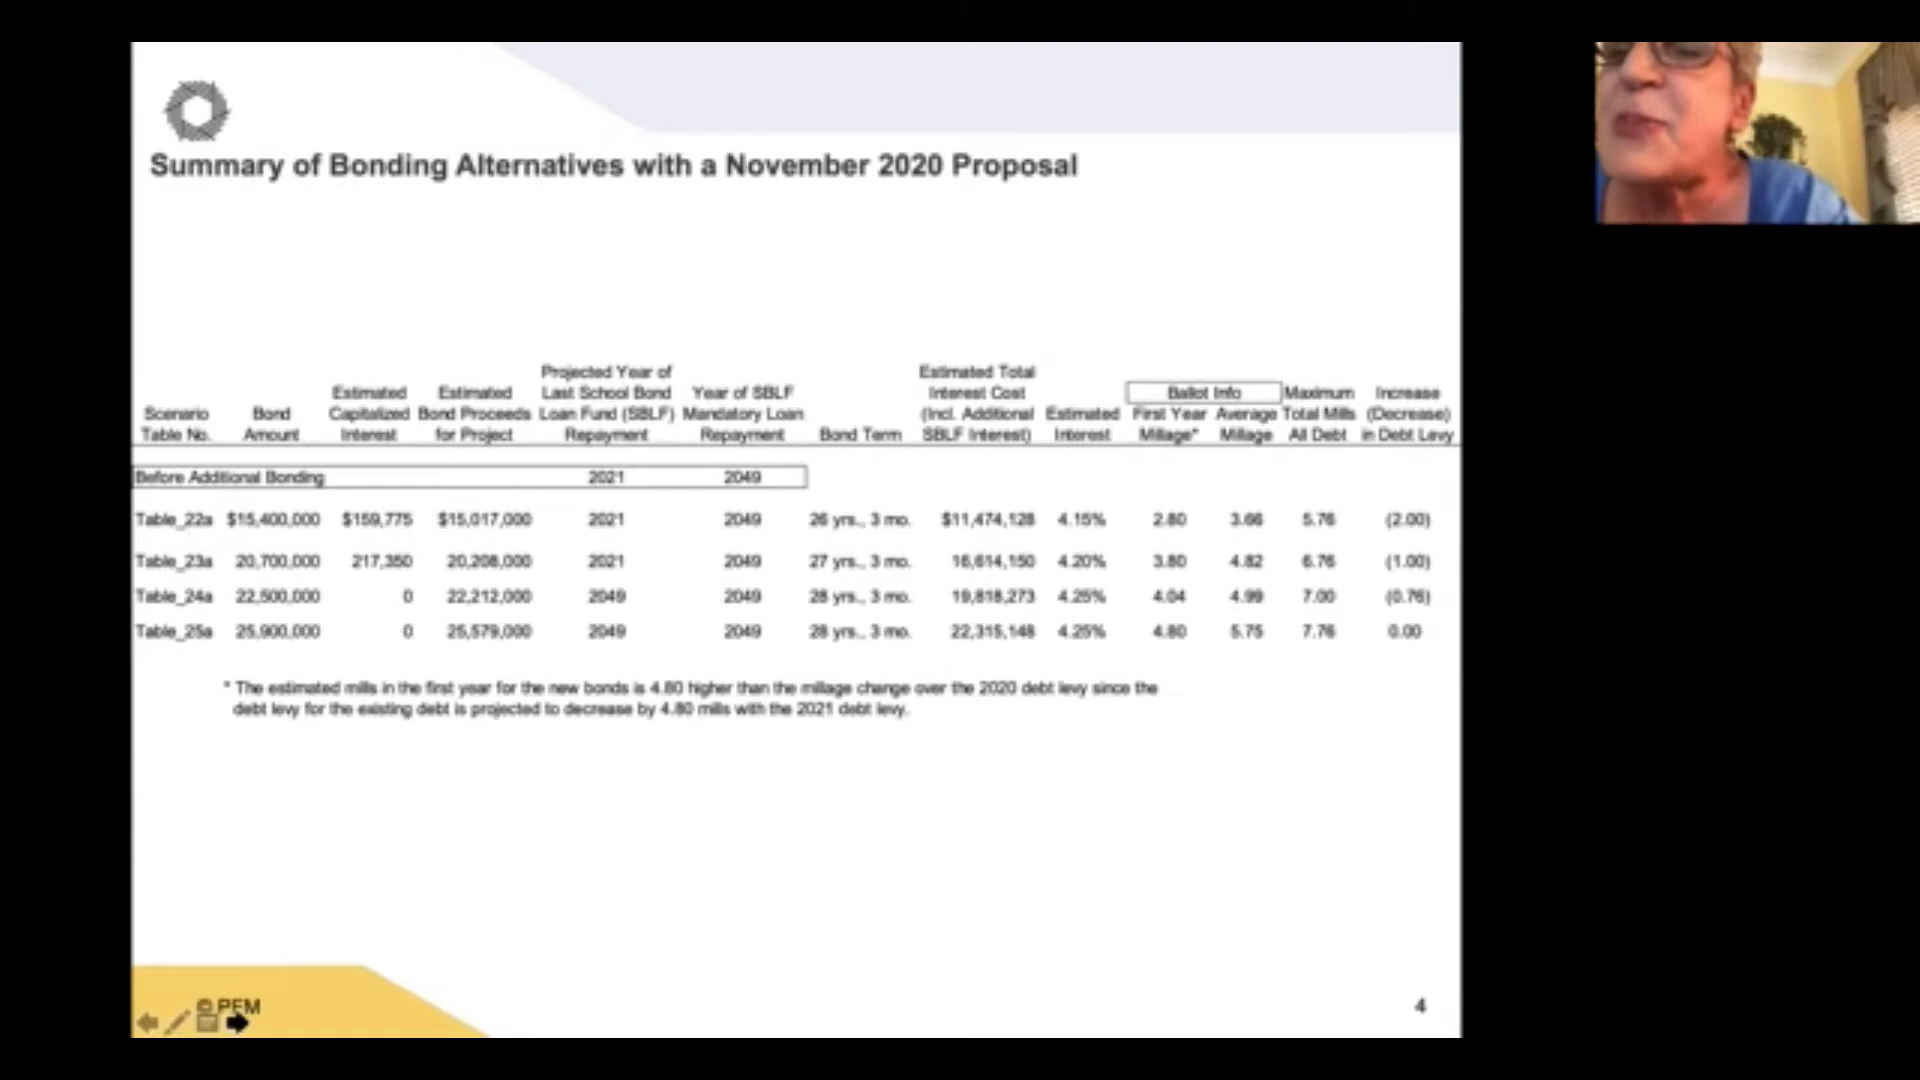 Summary of Bonding Alternatives with a November 2020 Proposal
Projected Year of Estimated Total
Estimated Estimated Last School Bond Year of SBLF Interest Cost Ballot Info Maximum Increase
Scenario Bond Capitalized Bond Proceeds Loan Fund (SBLF) Mandatory Loan (Incl. Additional Estimated First Year Average Total Mills (Decrease)
Table No. Amount Interest for Project Repayment Repayment Bond Term SBLF Interest) Interest Millage* Millage All Debt in Debt Levy
Before Additional Bonding 2021 2049
Table_22a $15,400,000 $159,775 $15,017,000 2021 2049 26 yrs., 3 mo. $11,474,128 4.15% 2.80 3.66 5.76 (2.00)
Table_23a 20,700,000 217,350 20,208,000 2021 2049 27 yrs., 3 mo. 16,614,150 4.20% 3.80 4.82 6.76 (1.00)
Table_24a 22,500,000 0 22,212,000 2049 2049 28 yrs., 3 mo. 19,818,273 4.25% 4.04 4.99 7.00 (0.76)
Table_25a 25,900,000 0 25,579,000 2049 2049 28 yrs., 3 mo. 22,315,148 4.25% 4.80 5.75 7.76 0.00
* The estimated mills in the first year for the new bonds is 4.80 higher than the millage change over the 2020 debt levy since the
debt levy for the existing debt is projected to decrease by 4.80 mills with the 2021 debt levy.
© PFM
4